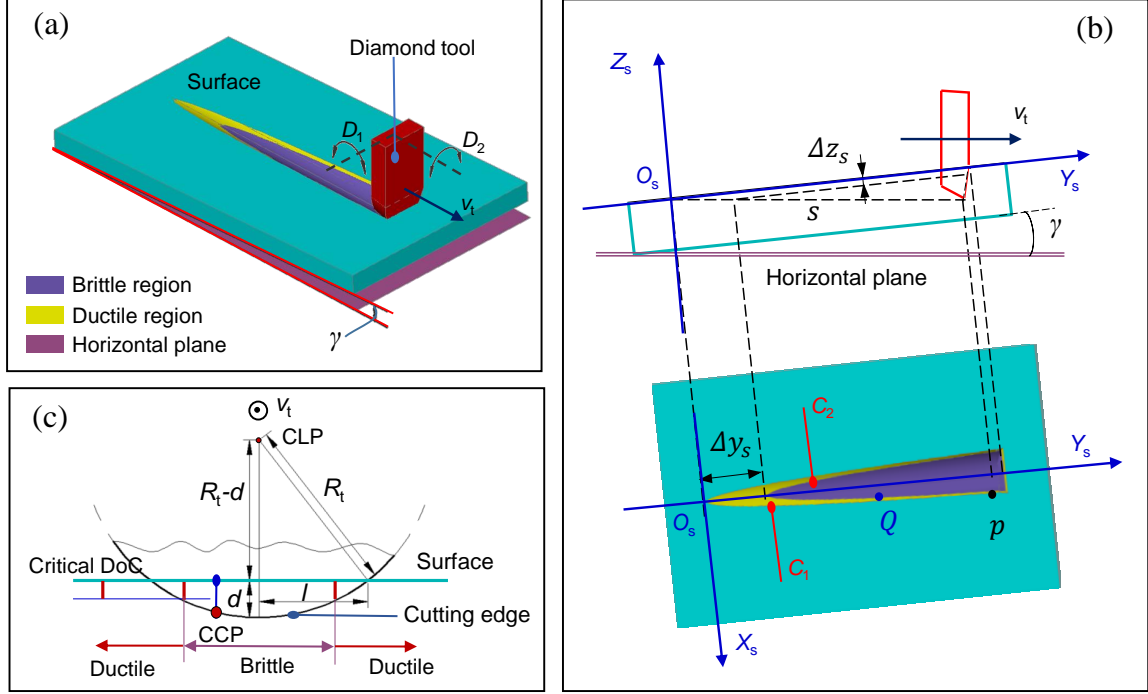 (a)
Diamond tool
Surface
D1
D2
vt
Brittle region
Ductile region
Horizontal plane
γ
(b)
Zs
vt
Δzs
Os
Ys
s
γ
Horizontal plane
C2
Δys
Ys
Os
Q
p
C1
Xs
(c)
vt
CLP
Rt-d
Rt
Critical DoC
Surface
d
l
Cutting edge
CCP
Ductile
Brittle
Ductile